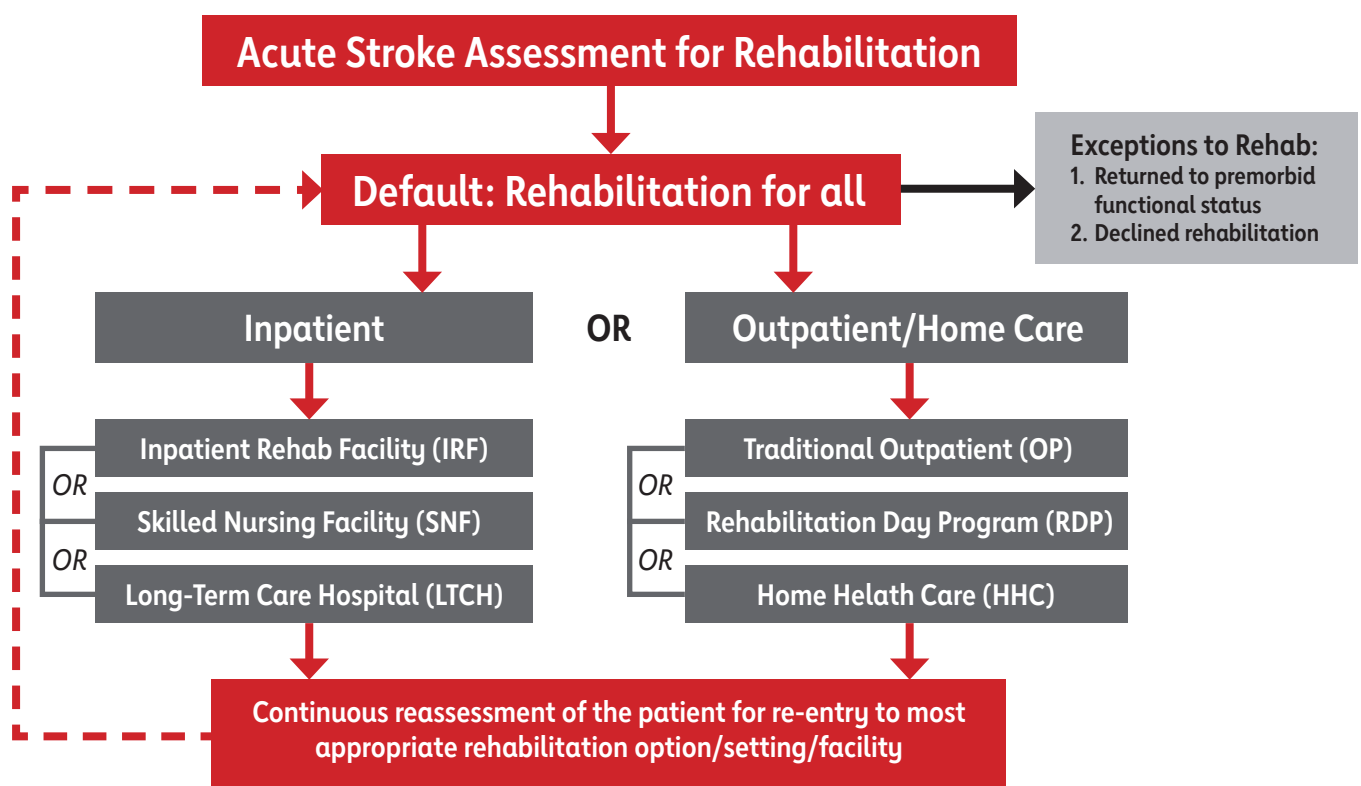 Acute Stroke Assessment for Rehabilitation
Default: Rehabilitation for all
Exceptions to Rehab:
1. Returned to premorbid
functional status
2. Declined rehabilitation
Inpatient
OR
Outpatient/Home Care
Inpatient Rehab Facility (IRF)
OR
Skilled Nursing Facility (SNF)
OR
Long-Term Care Hospital (LTCH)
Traditional Outpatient (OP)
OR
Rehabilitation Day Program (RDP)
OR
Home Helath Care (HHC)
Continuous reassessment of the patient for re-entry to most
appropriate rehabilitation option/setting/facility